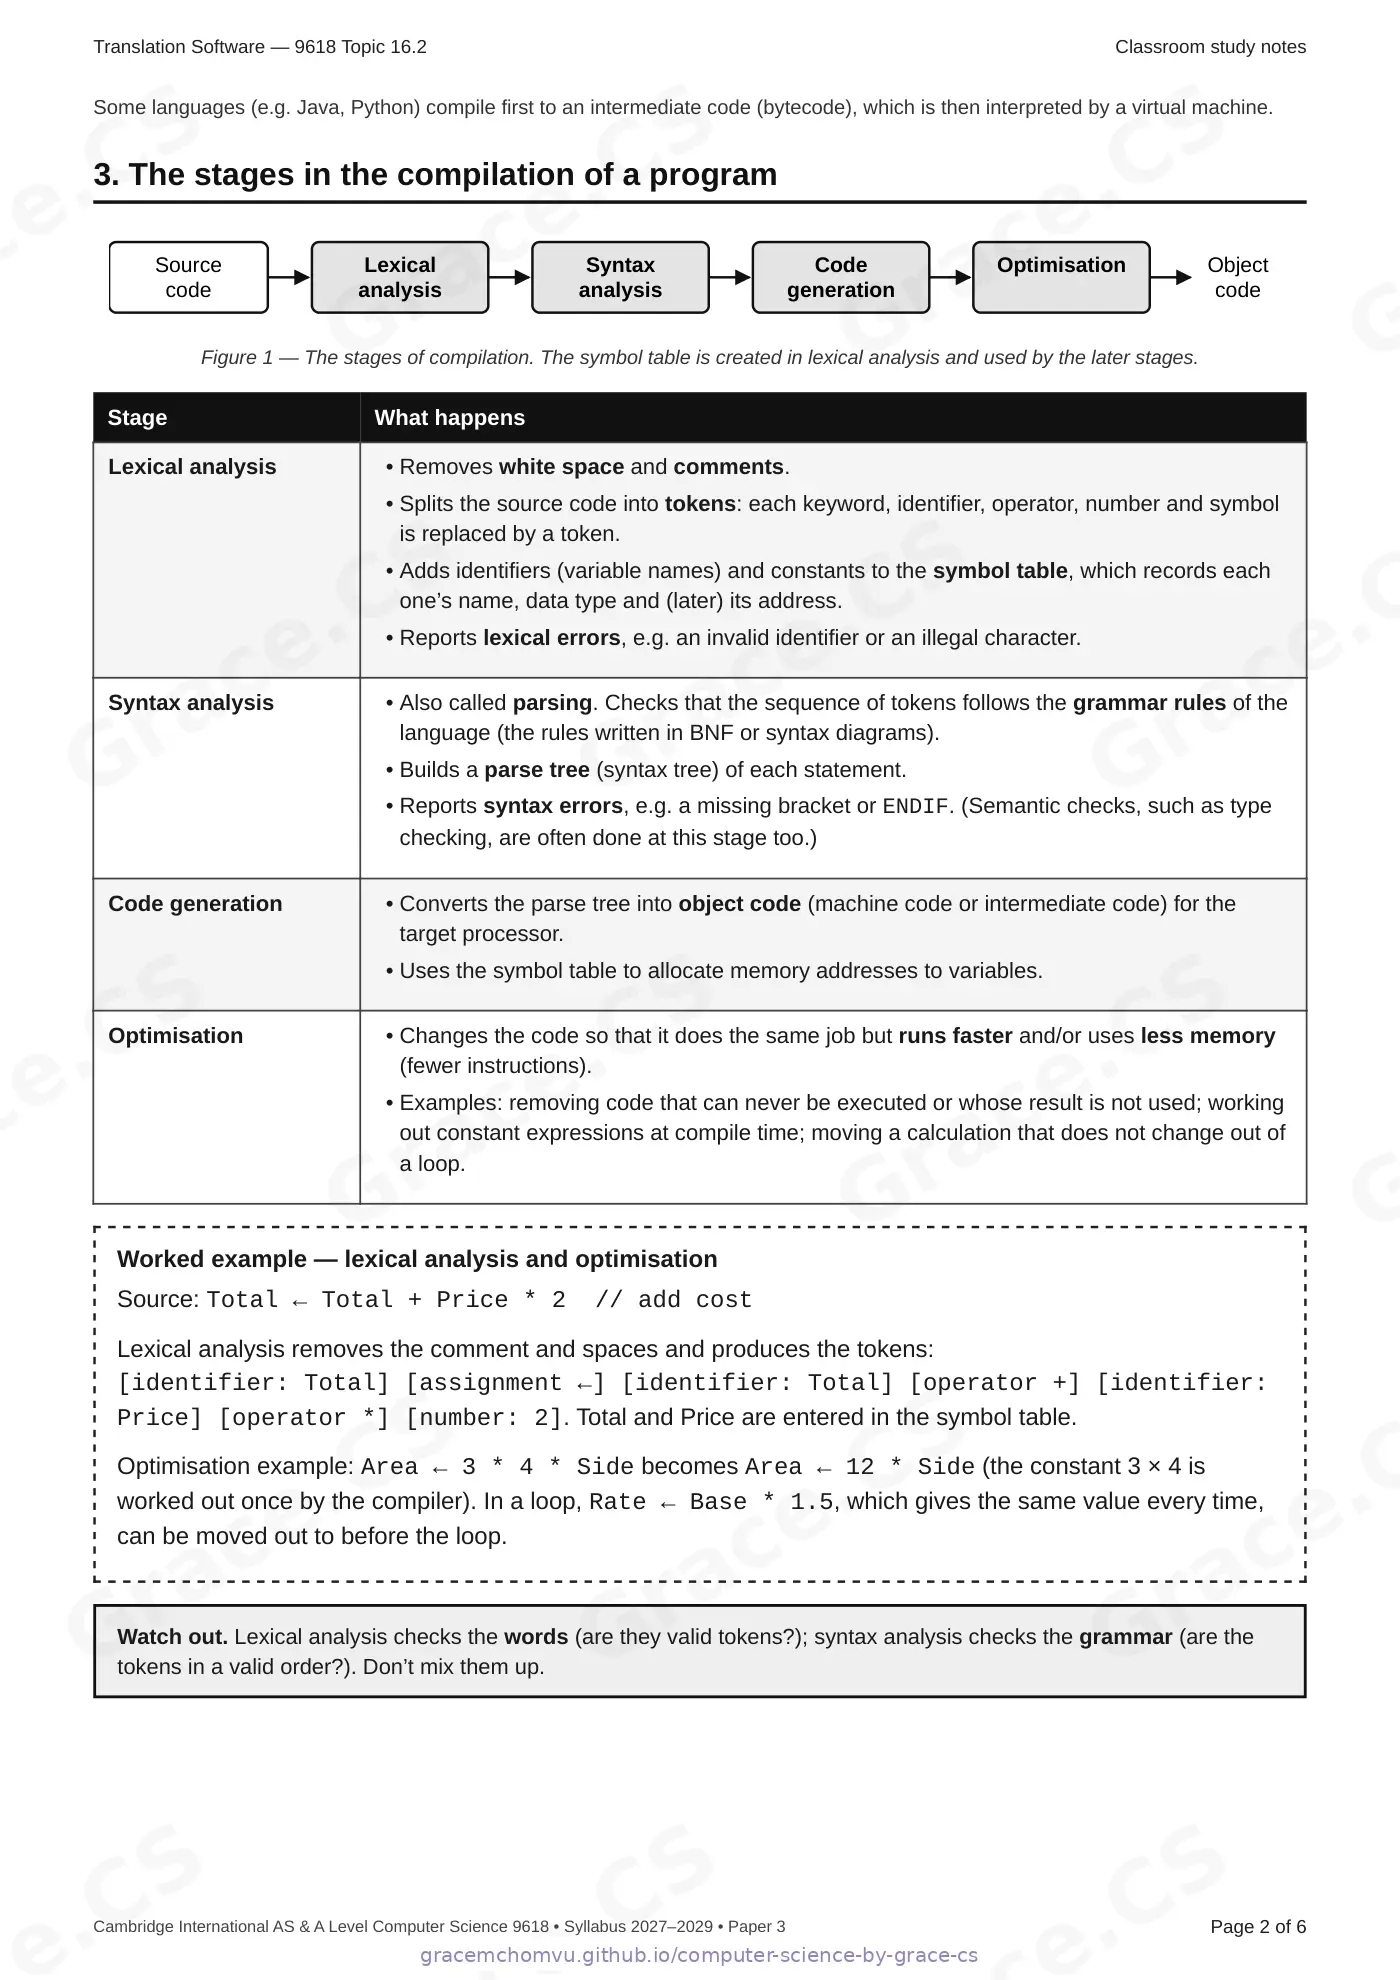 Translation Software — 9618 Topic 16.2
Classroom study notes
Some languages (e.g. Java, Python) compile first to an intermediate code (bytecode), which is then interpreted by a virtual machine.
3. The stages in the compilation of a program
Source
code
Lexical
analysis
Syntax
analysis
Code
generation
Optimisation
Object
code
Figure 1 — The stages of compilation. The symbol table is created in lexical analysis and used by the later stages.
Stage
What happens
Lexical analysis
• Removes white space and comments.
• Splits the source code into tokens: each keyword, identifier, operator, number and symbol
is replaced by a token.
• Adds identifiers (variable names) and constants to the symbol table, which records each
one’s name, data type and (later) its address.
• Reports lexical errors, e.g. an invalid identifier or an illegal character.
Syntax analysis
• Also called parsing. Checks that the sequence of tokens follows the grammar rules of the
language (the rules written in BNF or syntax diagrams).
• Builds a parse tree (syntax tree) of each statement.
• Reports syntax errors, e.g. a missing bracket or ENDIF. (Semantic checks, such as type
checking, are often done at this stage too.)
Code generation
• Converts the parse tree into object code (machine code or intermediate code) for the
target processor.
• Uses the symbol table to allocate memory addresses to variables.
Optimisation
• Changes the code so that it does the same job but runs faster and/or uses less memory
(fewer instructions).
• Examples: removing code that can never be executed or whose result is not used; working
out constant expressions at compile time; moving a calculation that does not change out of
a loop.
Worked example — lexical analysis and optimisation
Source: Total ← Total + Price * 2  // add cost
Lexical analysis removes the comment and spaces and produces the tokens:
[identifier: Total] [assignment ←] [identifier: Total] [operator +] [identifier:
Price] [operator *] [number: 2]. Total and Price are entered in the symbol table.
Optimisation example: Area ← 3 * 4 * Side becomes Area ← 12 * Side (the constant 3 × 4 is
worked out once by the compiler). In a loop, Rate ← Base * 1.5, which gives the same value every time,
can be moved out to before the loop.
Watch out. Lexical analysis checks the words (are they valid tokens?); syntax analysis checks the grammar (are the
tokens in a valid order?). Don’t mix them up.
Cambridge International AS & A Level Computer Science 9618 • Syllabus 2027–2029 • Paper 3
Page 2 of 6
gracemchomvu.github.io/computer-science-by-grace-cs
Grace.CS